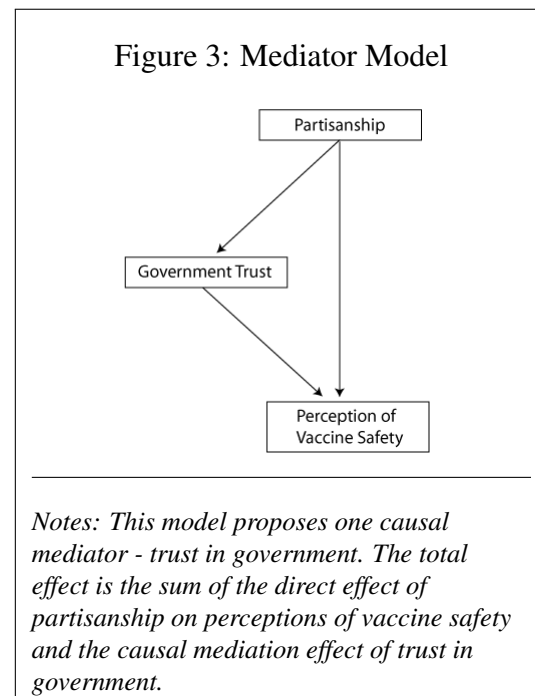 Figure 3: Mediator Model
Partisanship
Government Trust
Perception of
Vaccine Safety
Notes: This model proposes one causal
mediator - trust in government. The total
effect is the sum of the direct effect of
partisanship on perceptions of vaccine safety
and the causal mediation effect of trust in
government.